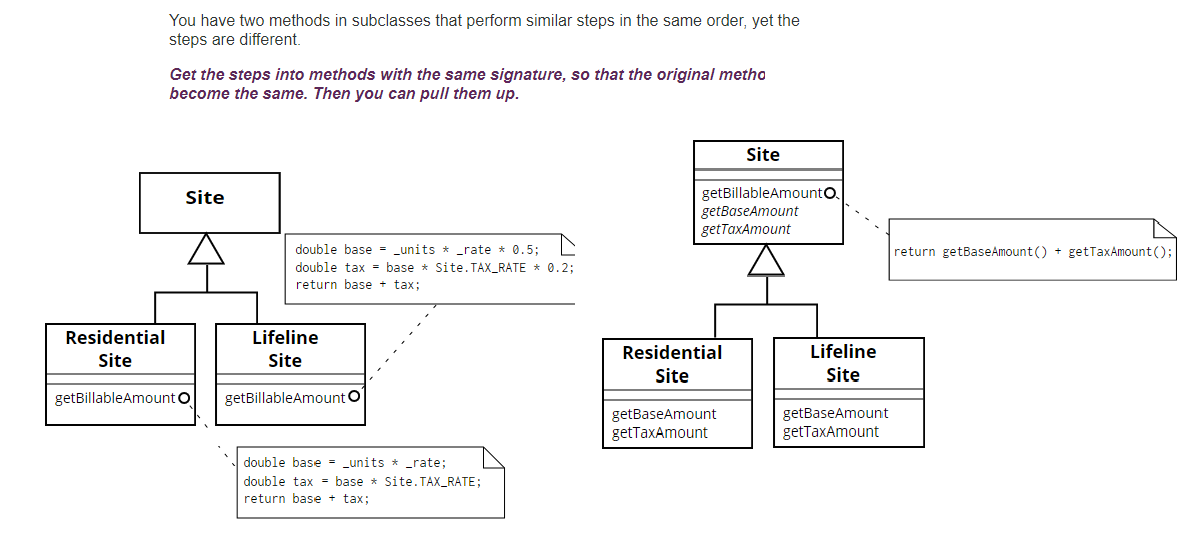 You have two methods in subclasses that perform similar steps in the same order, yet the
steps are different.
Get the steps into methods with the same signature, so that the original metho
become the same. Then you can pull them up.
Site
double base = _units * _rate * 0.5;
double tax = base * Site.TAX_RATE * 0.2;
return base + tax;
Residential
Site
getBillableAmount
Lifeline
Site
getBillableAmount
double base = _units * _rate;
double tax = base * Site.TAX_RATE;
return base + tax;
Site
getBillableAmount
getBaseAmount
getTaxAmount
return getBaseAmount() + getTaxAmount();
Residential
Site
getBaseAmount
getTaxAmount
Lifeline
Site
getBaseAmount
getTaxAmount